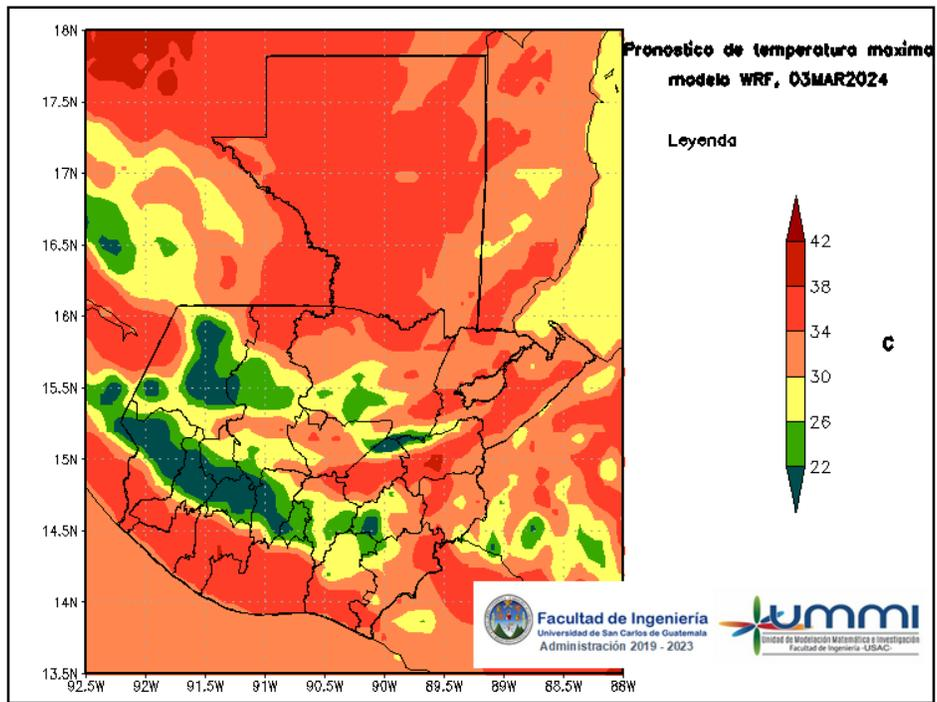 Pronostico de temperatura maxima
modelo WRF, 03MAR2024
Leyenda
18N
17.5N
17N
16.5N
16N
15.5N
15N
14.5N
14N
13.5N
92.5W 92W 91.5W 91W 90.5W 90W 89.5W 89W 88.5W 88W
42
38
34
30
26
22
C
Facultad de Ingeniería
Universidad de San Carlos de Guatemala
Administración 2019 - 2023
ummi
Unidad de Modelación Matemática e Investigación
Facultad de Ingeniería -USAC-